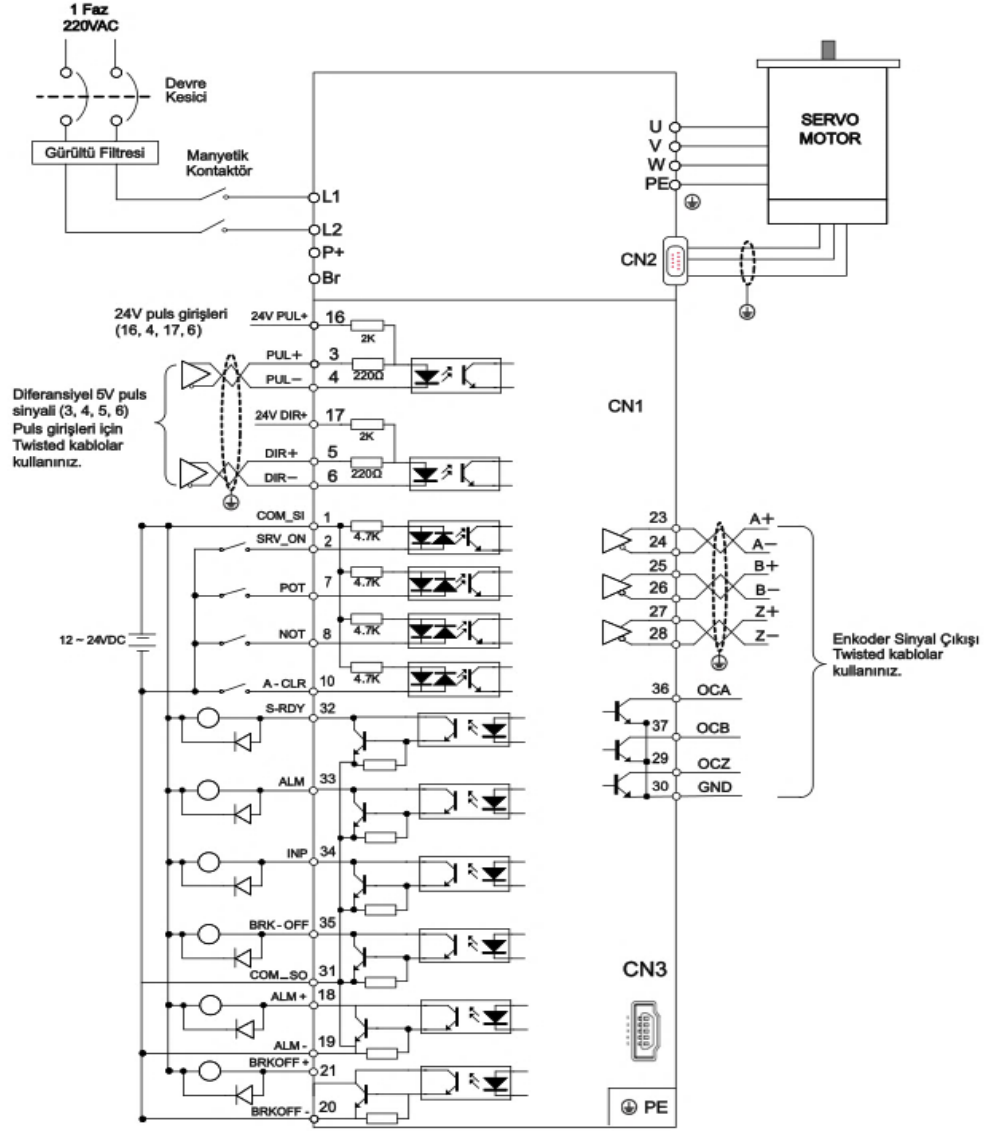 1 Faz
220VAC
Devre
Kesici
Gürültü Filtresi
Manyetik
Kontaktör
L1
L2
P+
Br
U
V
W
PE
SERVO
MOTOR
CN2
24V puls girişleri
(16, 4, 17, 6)
24V PUL+ 16
2K
PUL+ 3
220Ω
PUL- 4
Diferansiyel 5V puls
sinyali (3, 4, 5, 6)
Puls girişleri için
Twisted kablolar
kullanınız.
24V DIR+ 17
2K
DIR+ 5
220Ω
DIR- 6
CN1
COM_SI 1
4.7K
SRV_ON 2
4.7K
POT 7
4.7K
NOT 8
4.7K
A-CLR 10
12 ~ 24VDC
S-RDY 32
ALM 33
INP 34
BRK-OFF 35
COM_SO 31
ALM+ 18
ALM- 19
BRKOFF+ 21
BRKOFF- 20
23 A+
24 A-
25 B+
26 B-
27 Z+
28 Z-
36 OCA
37 OCB
29 OCZ
30 GND
Enkoder Sinyal Çıkışı
Twisted kablolar
kullanınız.
CN3
PE